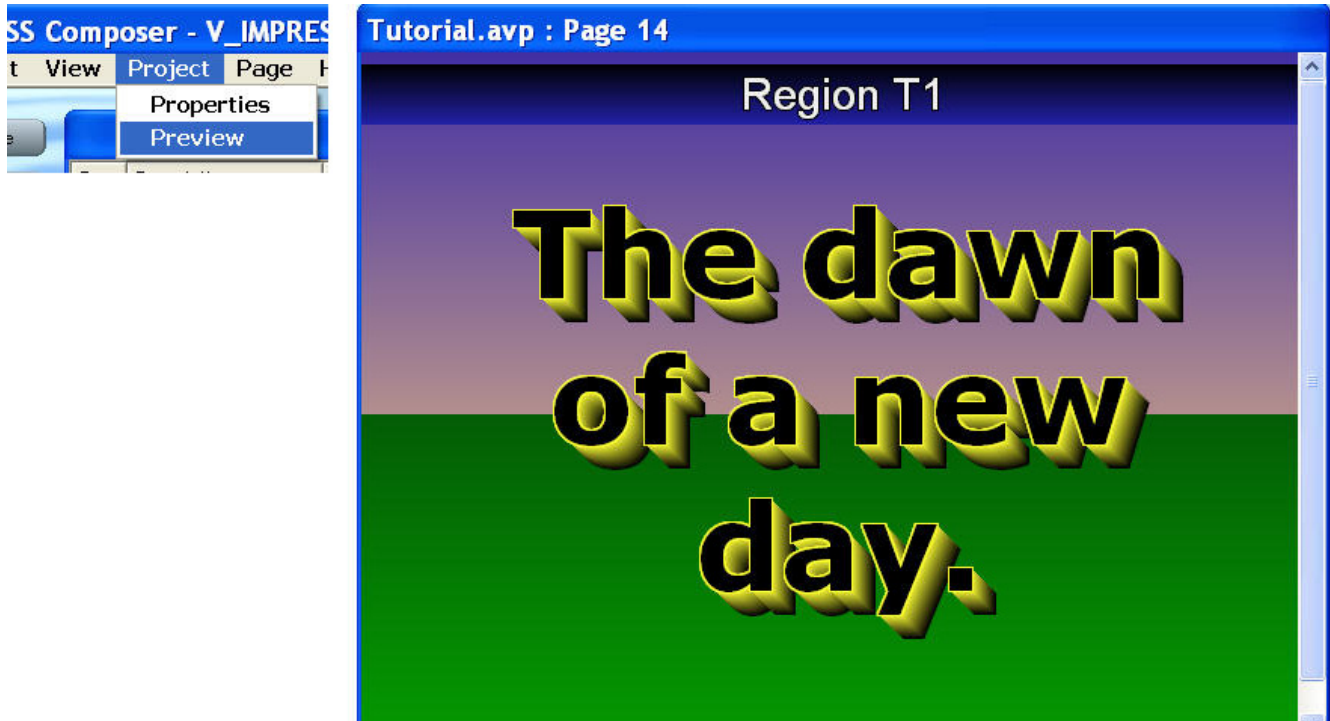 SS Composer - V_IMPRES
t View Project Page H
Properties
Preview
Tutorial.avp : Page 14
Region T1
The dawn
of a new
day.